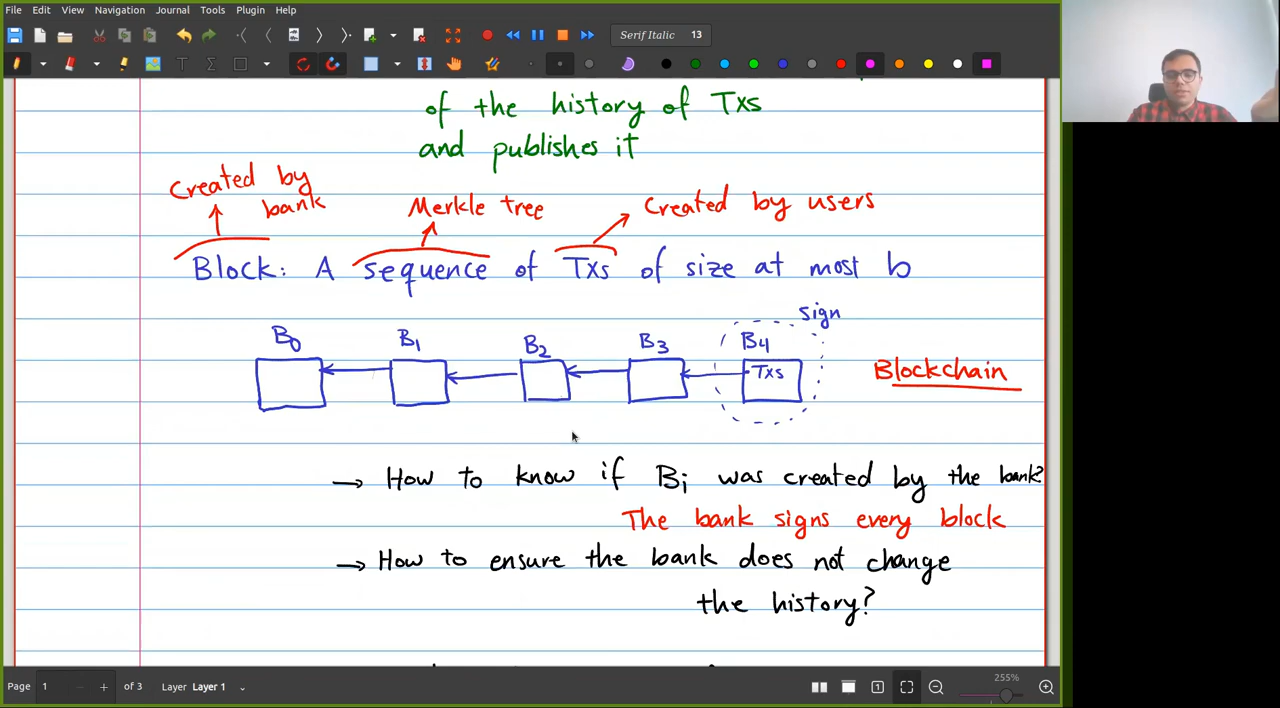 File Edit View Navigation Journal Tools Plugin Help
Serif Italic 13
of the history of Txs
and publishes it
Created by
bank
Merkle tree
Created by users
Block: A sequence of Txs of size at most b
sign
B0 B1 B2 B3 B4
Txs
Blockchain
→ How to know if Bi was created by the bank?
The bank signs every block
→ How to ensure the bank does not change
the history?
Page 1 of 3 Layer Layer 1
255%